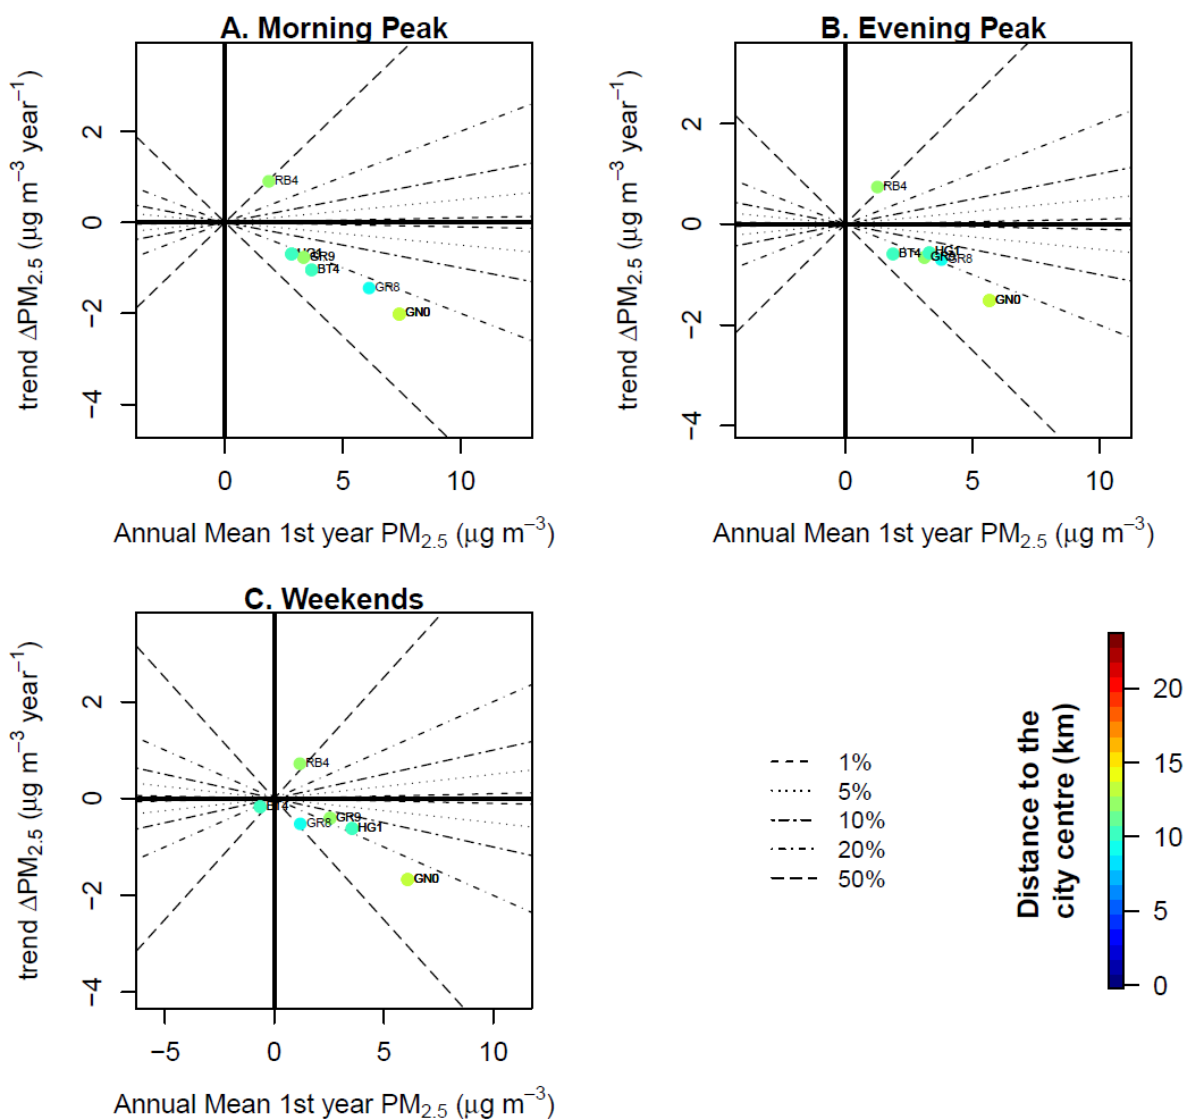 A. Morning Peak
trend ΔPM2.5 (µg m−3 year−1)
2
0
−2
−4
RB4
GR9
BT4
GR8
GN0
0 5 10
Annual Mean 1st year PM2.5 (µg m−3)
B. Evening Peak
trend ΔPM2.5 (µg m−3 year−1)
2
0
−2
−4
RB4
BT4
HG1
GR8
GN0
0 5 10
Annual Mean 1st year PM2.5 (µg m−3)
C. Weekends
trend ΔPM2.5 (µg m−3 year−1)
2
0
−2
−4
RB4
BT4
GR8
GR9
HG1
GN0
−5 0 5 10
Annual Mean 1st year PM2.5 (µg m−3)
1%
5%
10%
20%
50%
Distance to the
city centre (km)
20
15
10
5
0